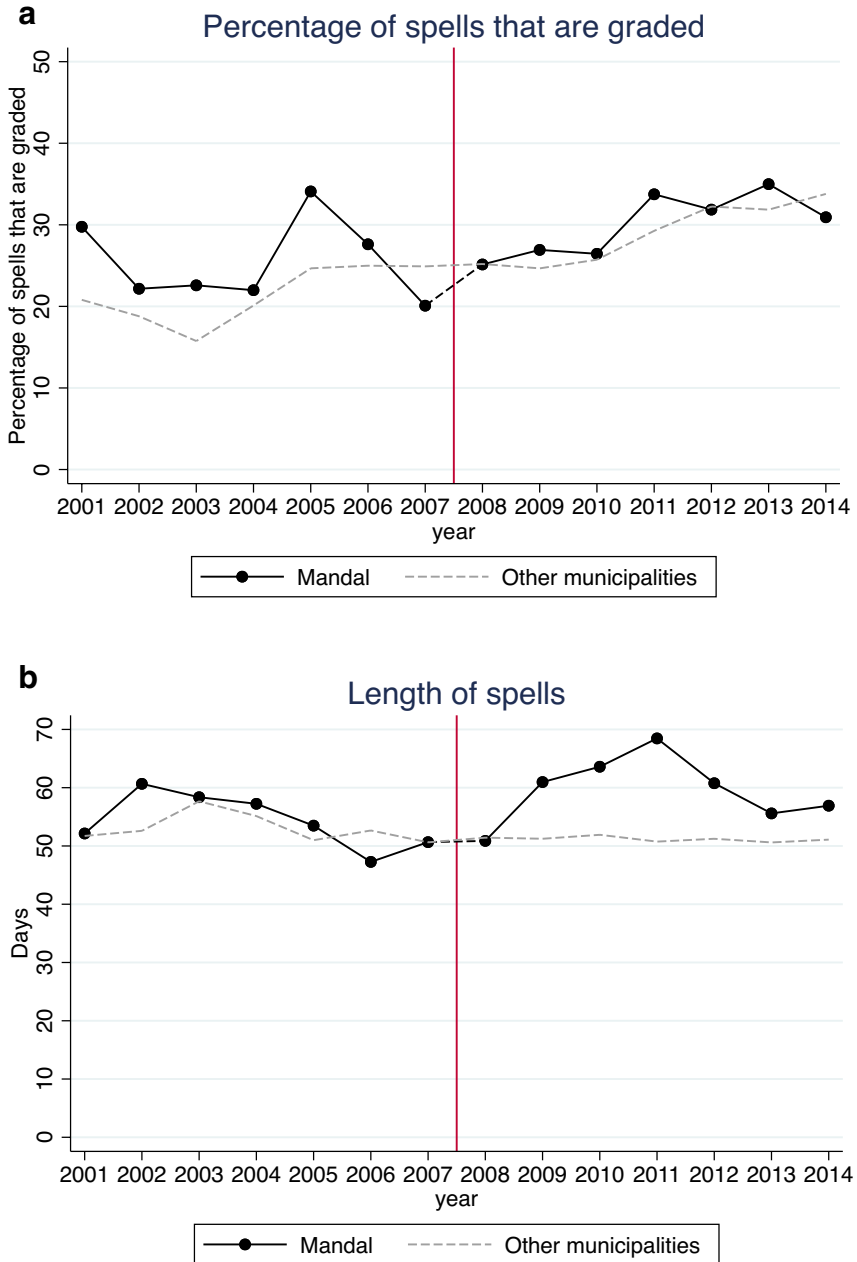 a
Percentage of spells that are graded
Percentage of spells that are graded
50
40
30
20
10
0
2001 2002 2003 2004 2005 2006 2007 2008 2009 2010 2011 2012 2013 2014
year
Mandal Other municipalities
b
Length of spells
Days
70
60
50
40
30
20
10
0
2001 2002 2003 2004 2005 2006 2007 2008 2009 2010 2011 2012 2013 2014
year
Mandal Other municipalities